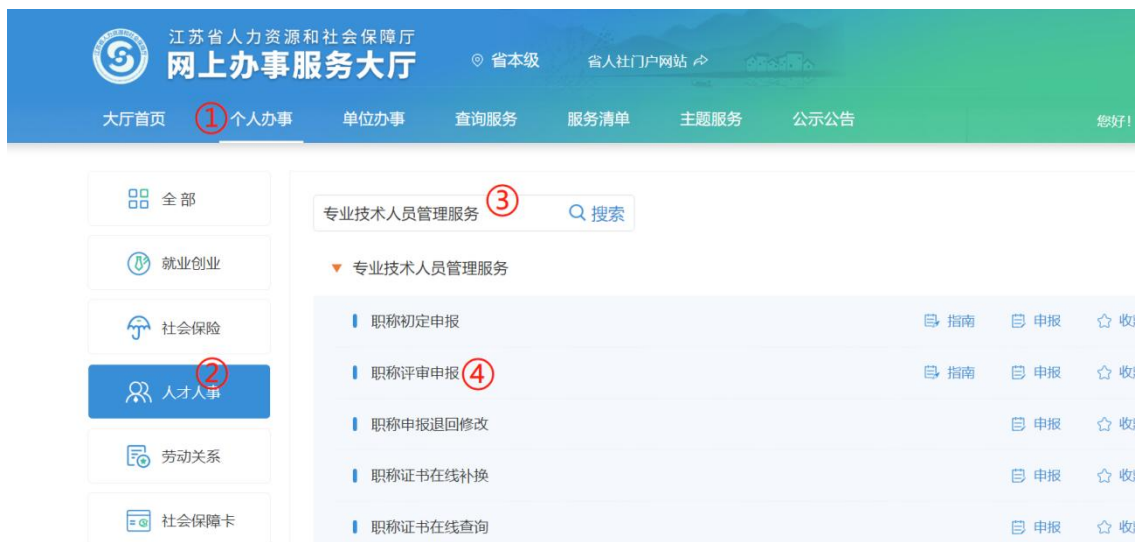 江苏省人力资源和社会保障厅
网上办事服务大厅
省本级 省人社门户网站
大厅首页 ① 个人办事 单位办事 查询服务 服务清单 主题服务 公示公告 您好!
全部
就业创业
社会保险
② 人才人事
劳动关系
社会保障卡
专业技术人员管理服务 ③ 搜索
专业技术人员管理服务
职称初定申报 指南 申报 收
职称评审申报 ④ 指南 申报 收
职称申报退回修改 申报 收
职称证书在线补换 申报 收
职称证书在线查询 申报 收